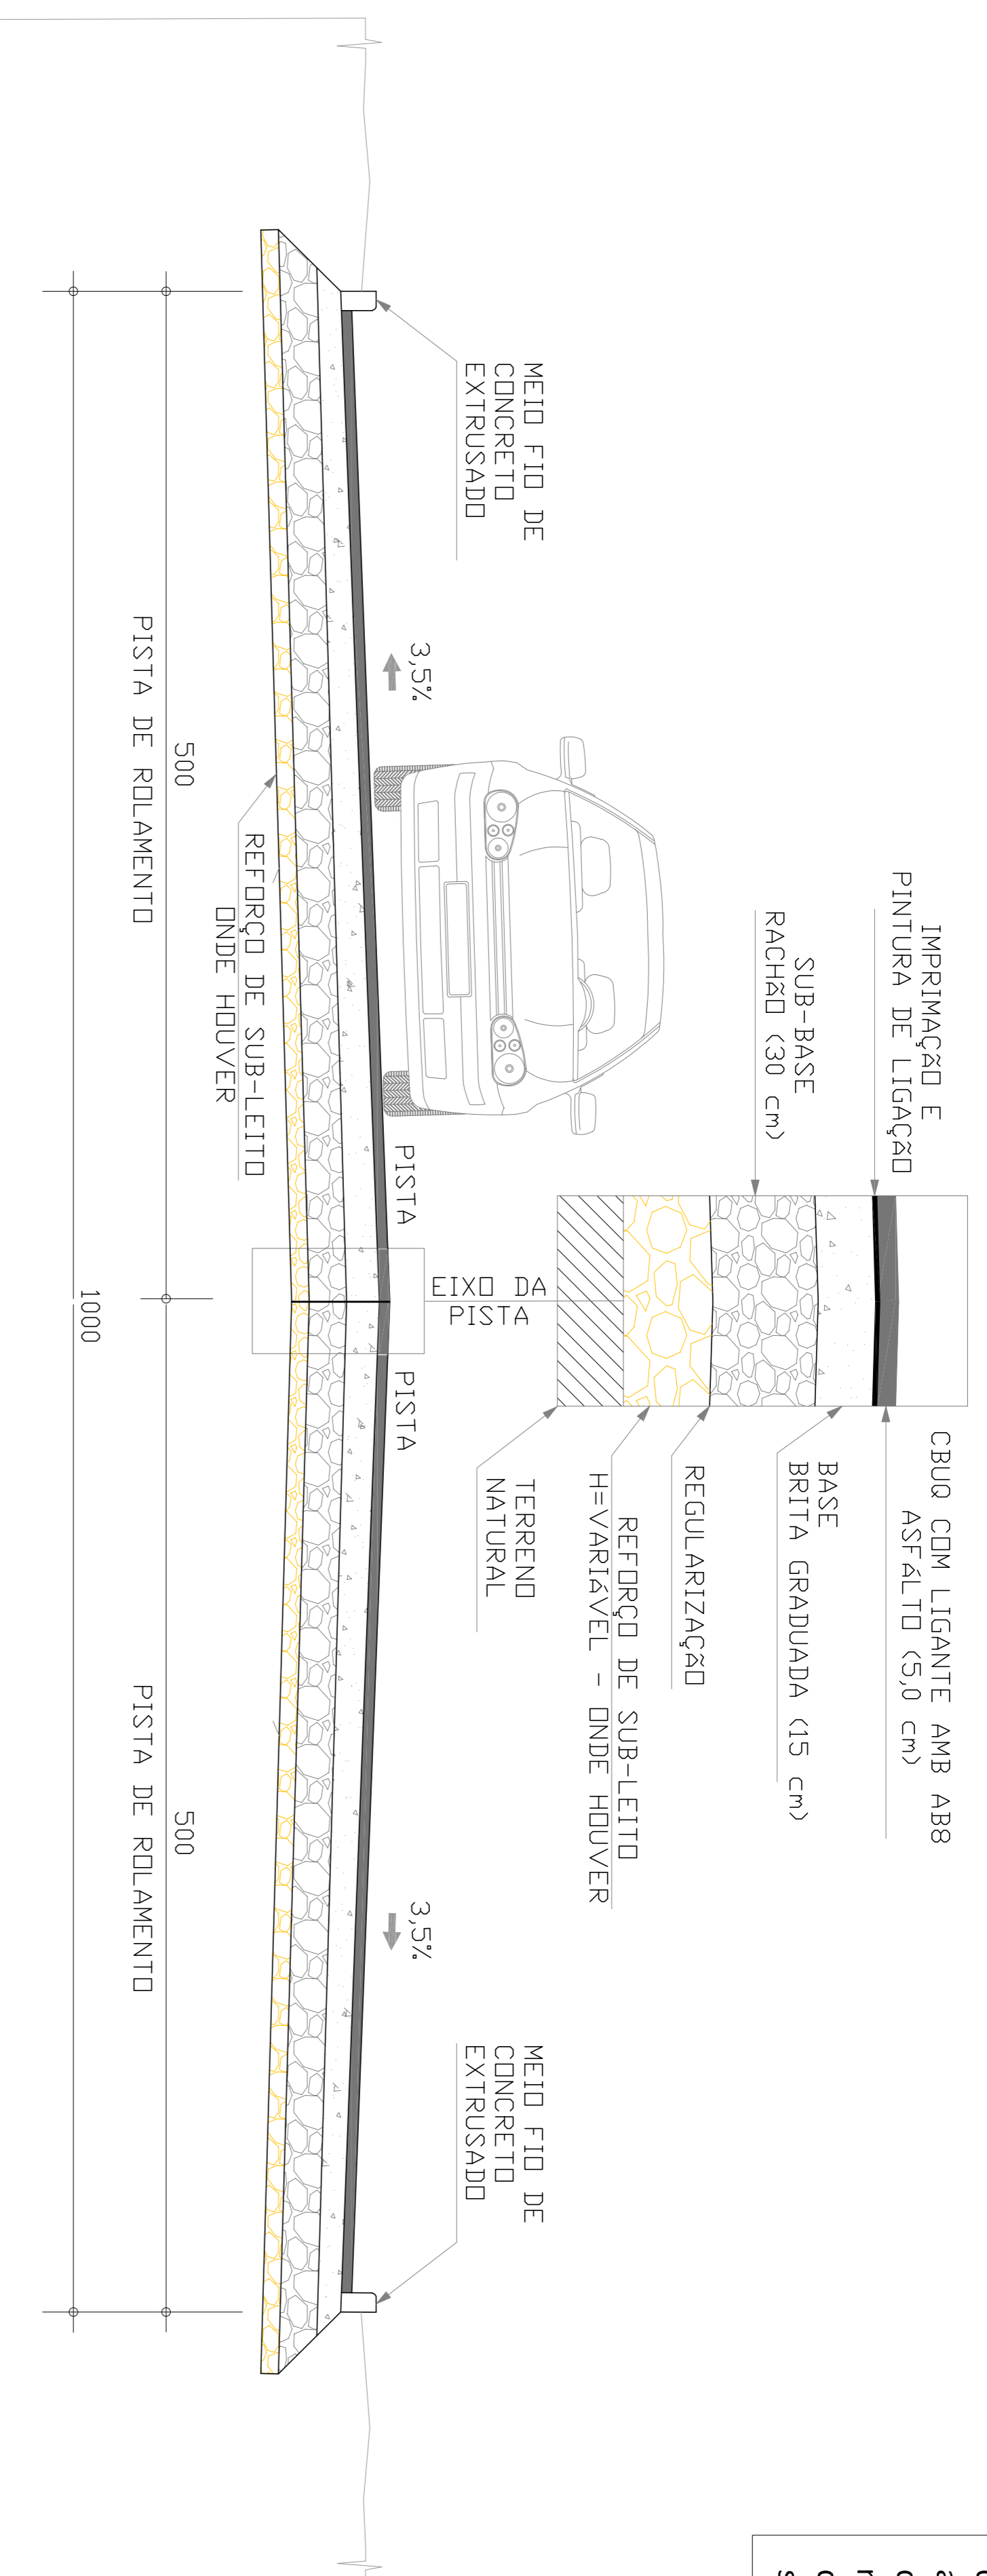 IMPRIMAÇÃO E
PINTURA DE LIGAÇÃO
SUB-BASE
RACHÃO (30 cm)
CBUQ COM LIGANTE AMB AB8
ASFÁLTO (5,0 cm)
BASE
BRITA GRADUADA (15 cm)
REGULARIZAÇÃO
REFORÇO DE SUB-LEITO
H=VARIÁVEL - ONDE HOUVER
TERRENO
NATURAL
MEIO FIO DE
CONCRETO
EXTRUSADO
3,5%
PISTA
EIXO DA
PISTA
PISTA
3,5%
MEIO FIO DE
CONCRETO
EXTRUSADO
REFORÇO DE SUB-LEITO
ONDE HOUVER
500
PISTA DE ROLAMENTO
500
PISTA DE ROLAMENTO
1000